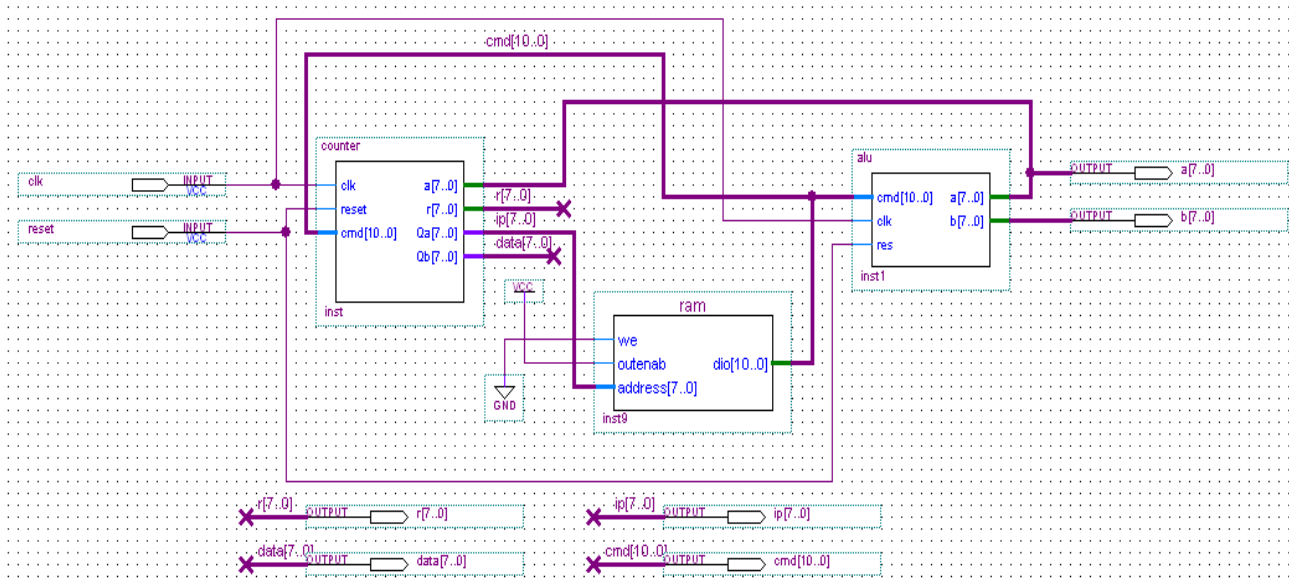 cmd[10..0]
counter
clk
a[7..0]
r[7..0]
reset
r[7..0]
ip[7..0]
cmd[10..0]
Qa[7..0]
data[7..0]
Qb[7..0]
inst
clk
INPUT
VCC
reset
INPUT
VCC
alu
cmd[10..0]
a[7..0]
clk
b[7..0]
res
inst1
OUTPUT
a[7..0]
OUTPUT
b[7..0]
VCC
GND
ram
we
outenab
dio[10..0]
address[7..0]
inst9
r[7..0]
OUTPUT
r[7..0]
ip[7..0]
OUTPUT
ip[7..0]
data[7..0]
OUTPUT
data[7..0]
cmd[10..0]
OUTPUT
cmd[10..0]